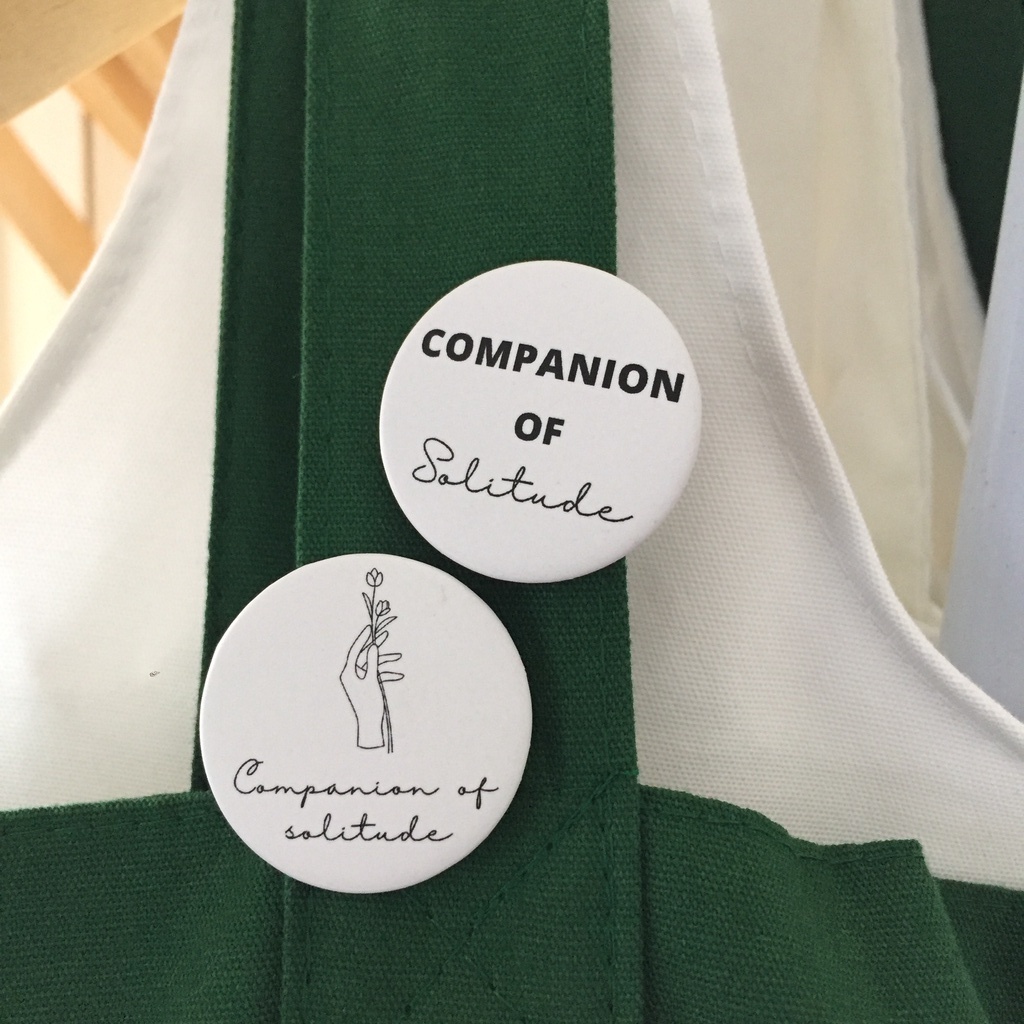 COMPANION
OF
Solitude
Companion of
solitude